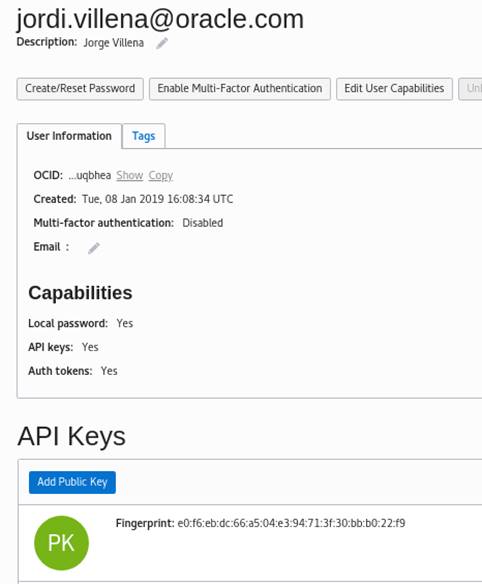 jordi.villena@oracle.com
Description: Jorge Villena
Create/Reset Password Enable Multi-Factor Authentication Edit User Capabilities
User Information Tags
OCID: ...uqbhea Show Copy
Created: Tue, 08 Jan 2019 16:08:34 UTC
Multi-factor authentication: Disabled
Email :
Capabilities
Local password: Yes
API keys: Yes
Auth tokens: Yes
API Keys
Add Public Key
PK Fingerprint: e0:f6:eb:dc:66:a5:04:e3:94:71:3f:30:bb:b0:22:f9